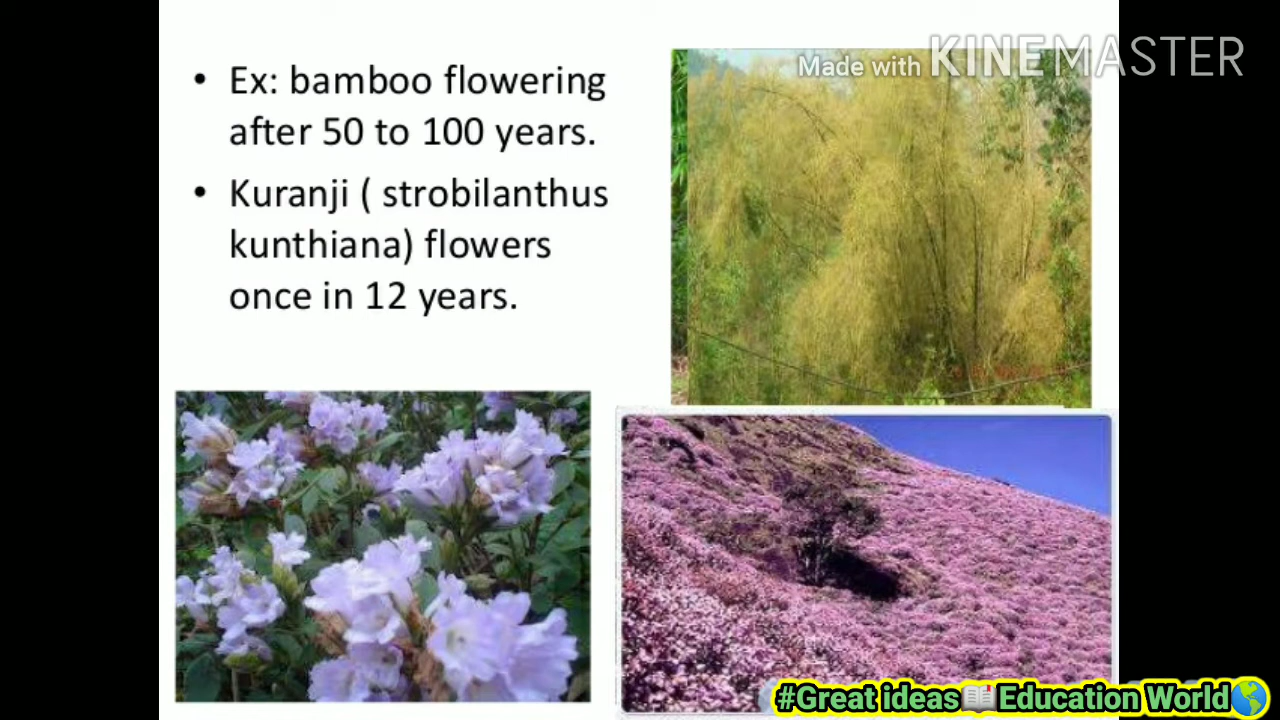 • Ex: bamboo flowering
after 50 to 100 years.
• Kuranji ( strobilanthus
kunthiana) flowers
once in 12 years.
Made with KINEMASTER
#Great ideas📖Education World🌎